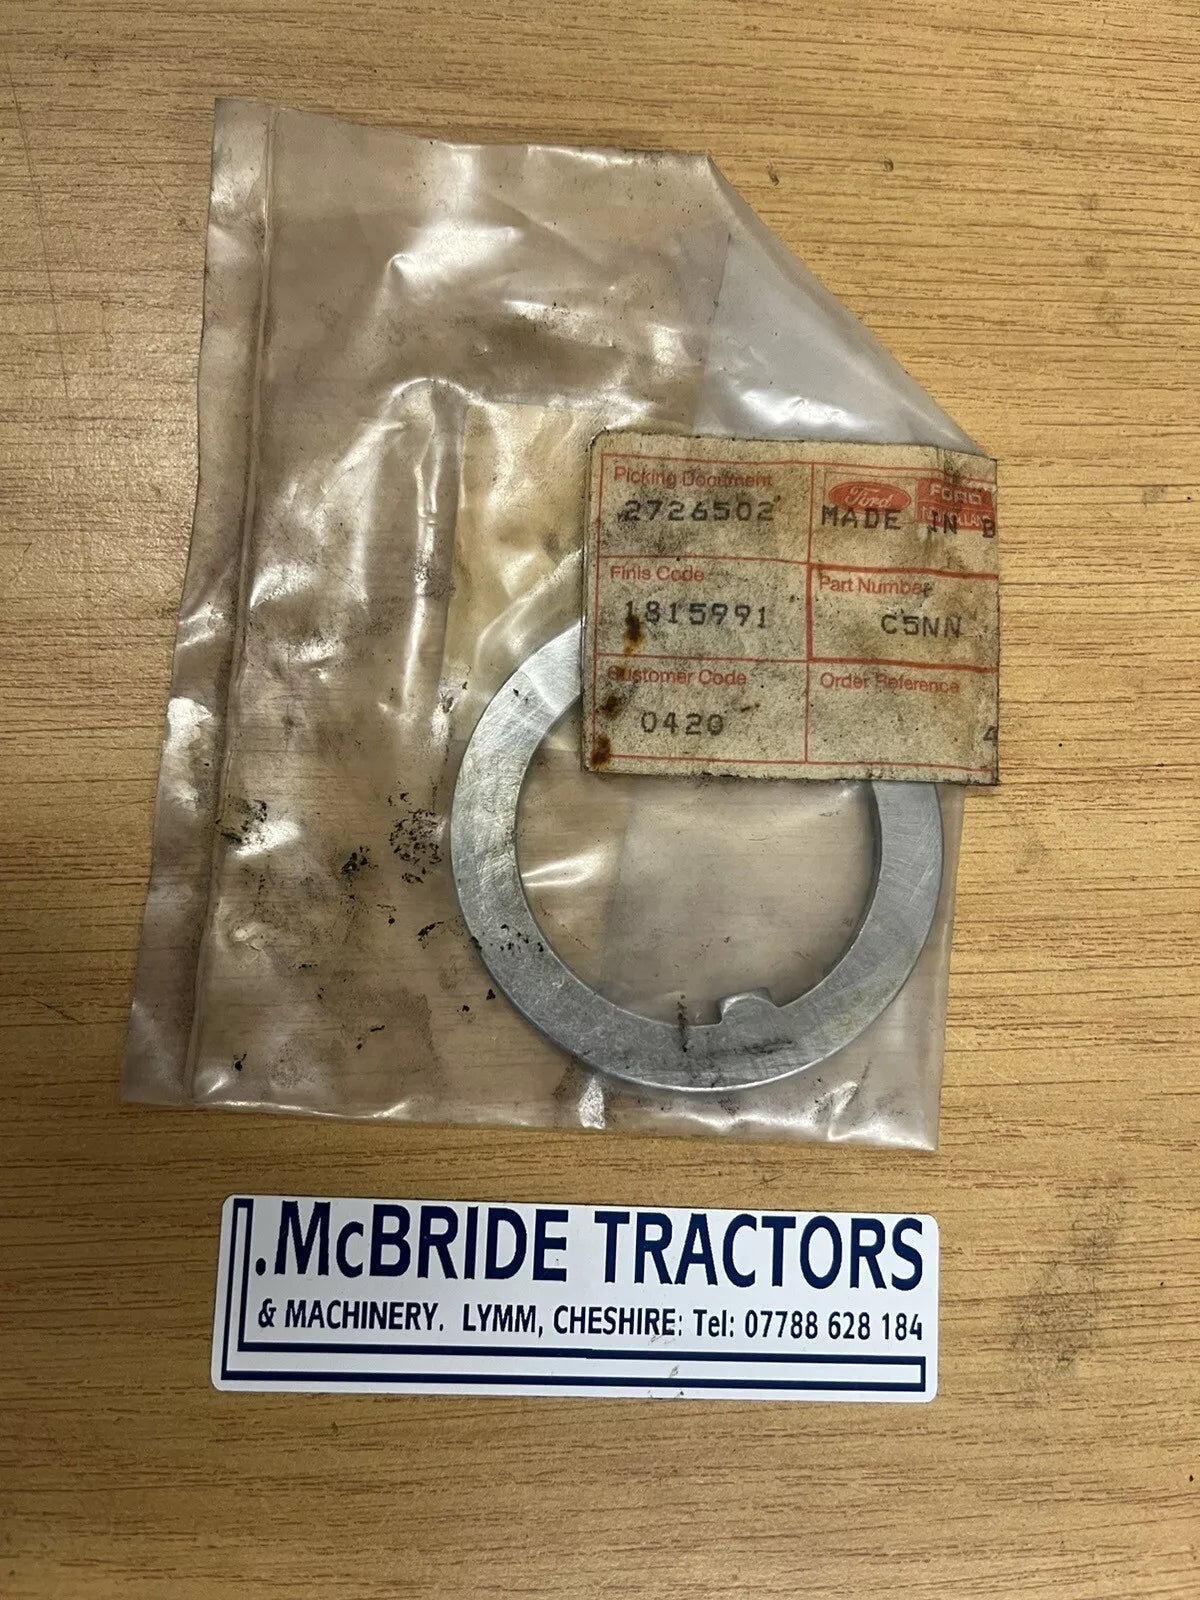 Picking Document
2726502
Ford
FORD
MADE IN B
Finis Code
1815991
Part Number
C5NN
Customer Code
0420
Order Reference
4
.McBRIDE TRACTORS
& MACHINERY. LYMM, CHESHIRE: Tel: 07788 628 184